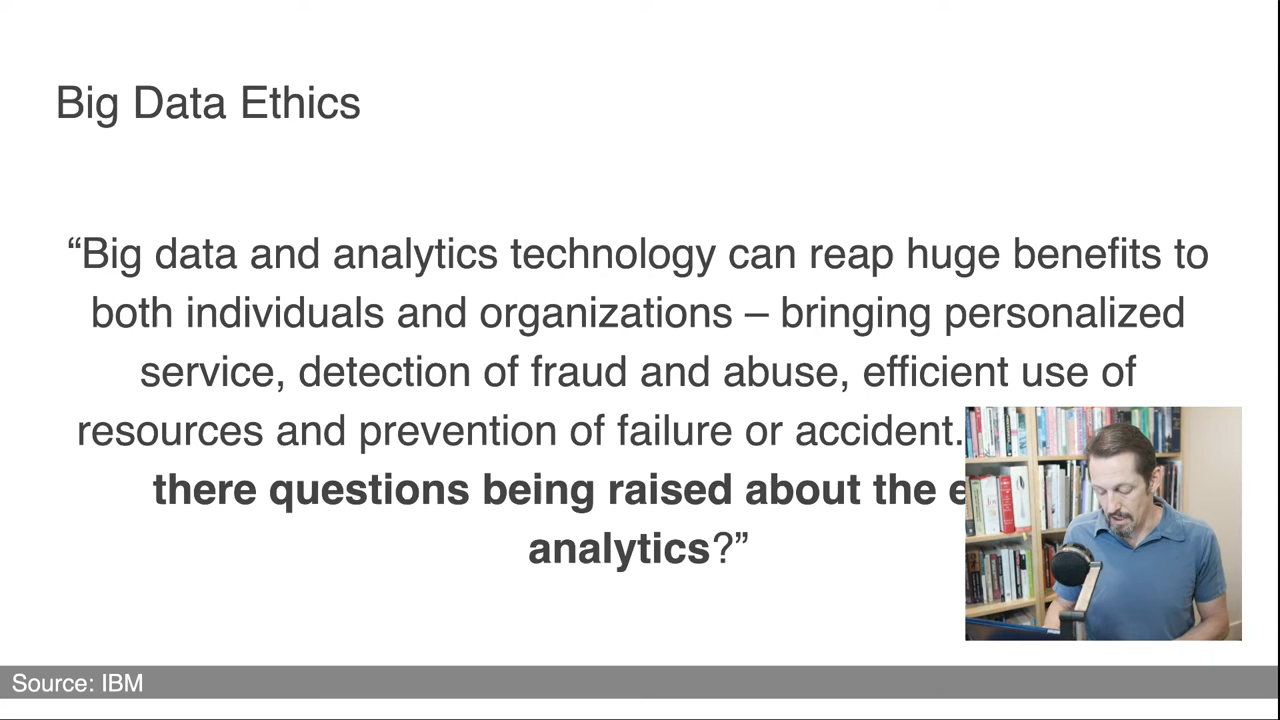 Big Data Ethics
“Big data and analytics technology can reap huge benefits to
both individuals and organizations – bringing personalized
service, detection of fraud and abuse, efficient use of
resources and prevention of failure or accident.
there questions being raised about the
analytics?”
Source: IBM